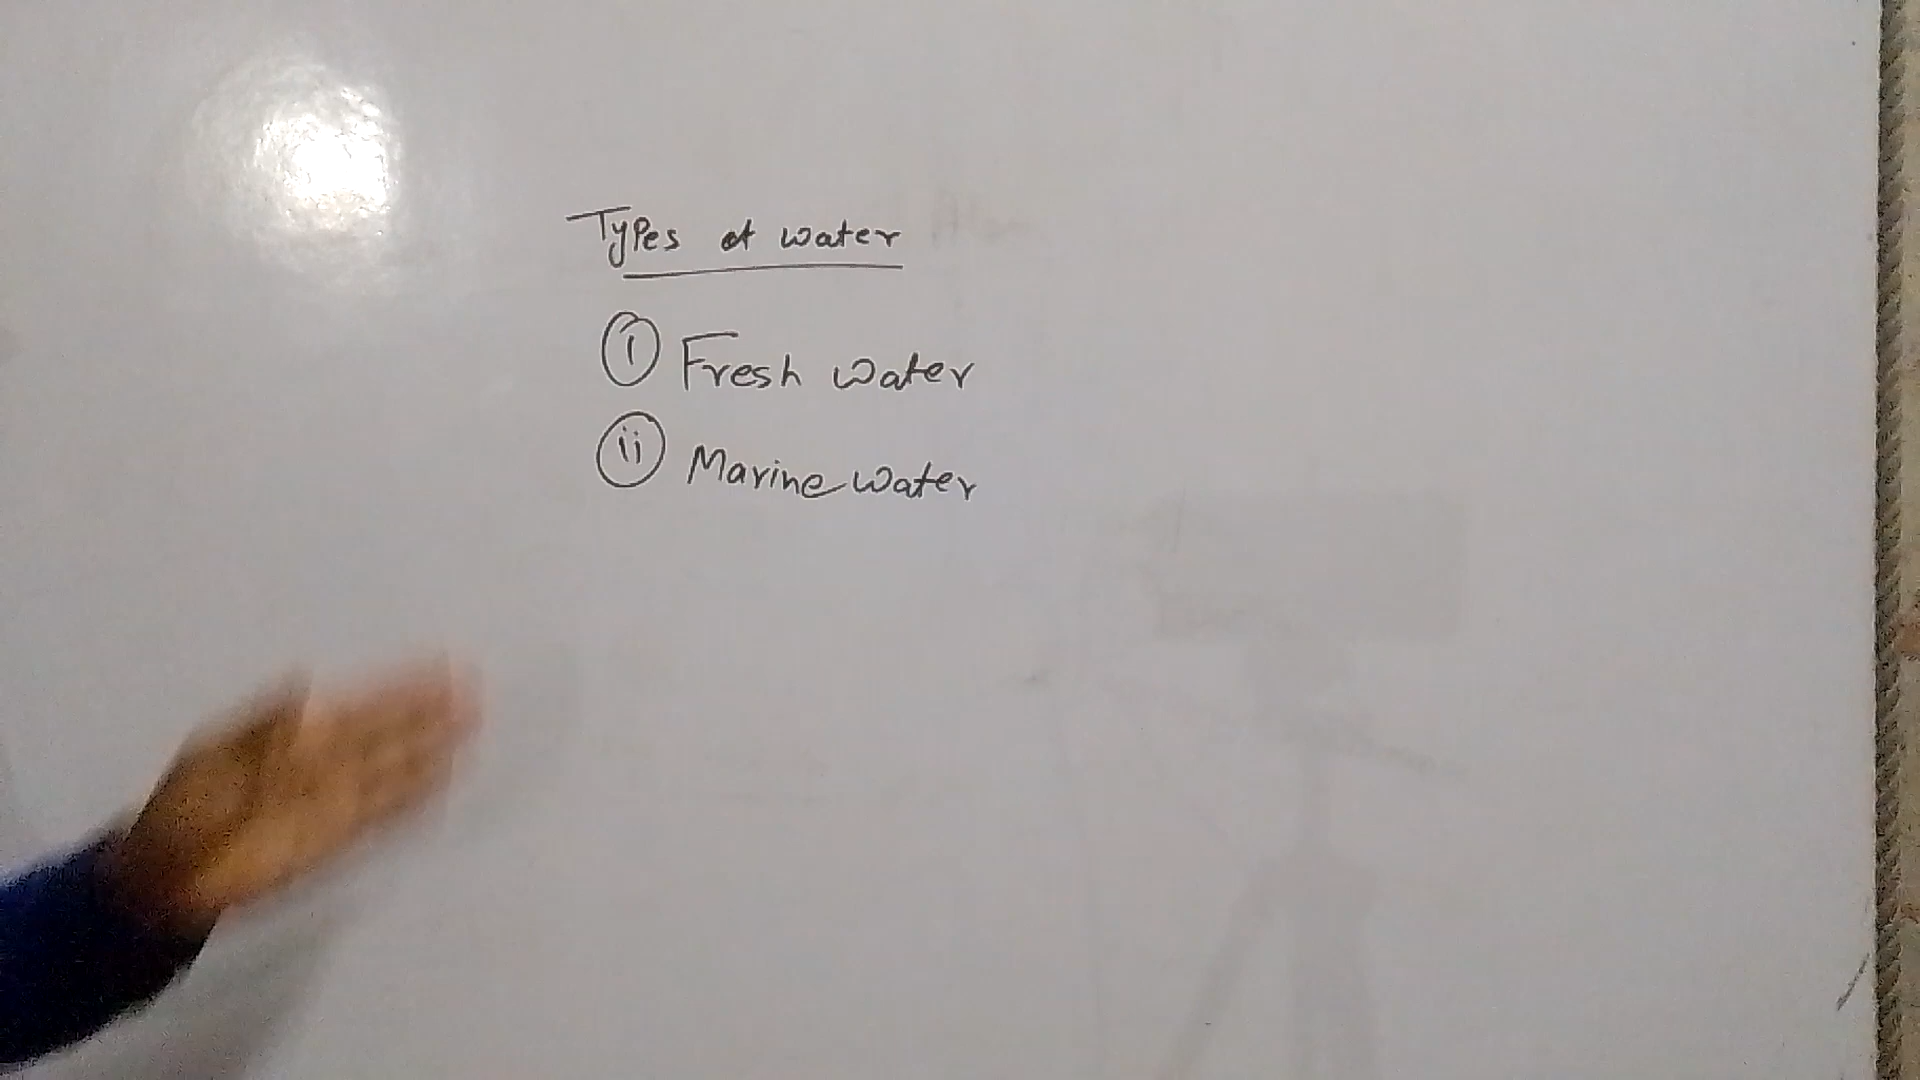 Types of water
(i) Fresh water
(ii) Marine water